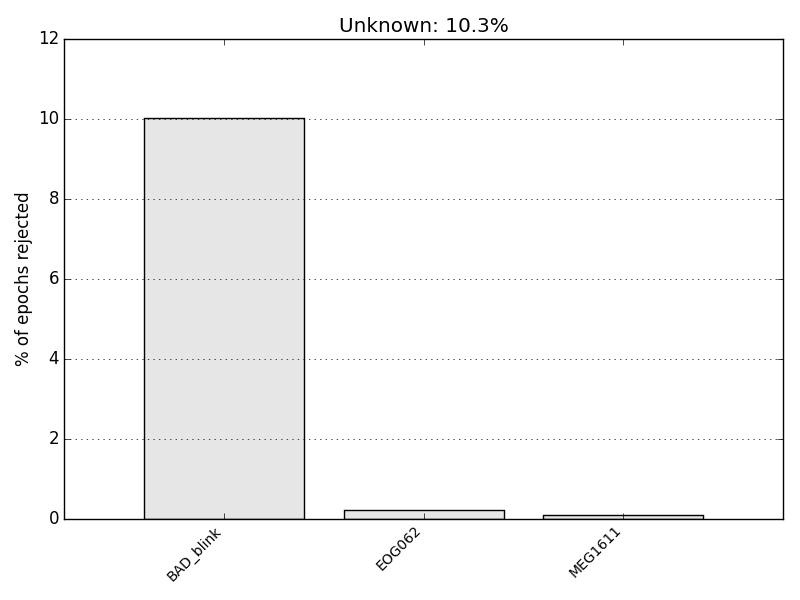 Unknown: 10.3%
% of epochs rejected
12
10
8
6
4
2
0
BAD_blink
EOG062
MEG1611